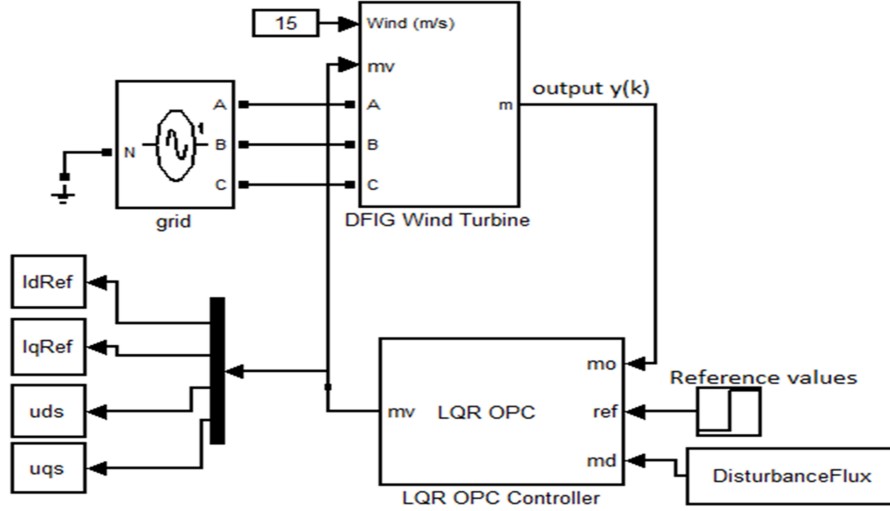 15
Wind (m/s)
mv
A
B
C
m
DFIG Wind Turbine
output y(k)
N
A
B
C
1
grid
IdRef
IqRef
uds
uqs
mv
LQR OPC
mo
ref
md
LQR OPC Controller
Reference values
DisturbanceFlux